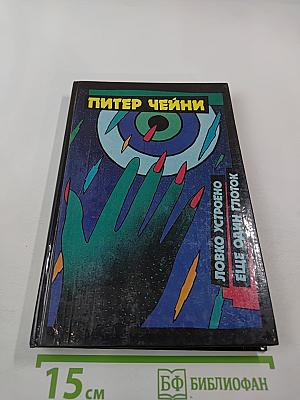 ПИТЕР ЧЕЙНИ
ЛОВКО УСТРОЕНО
ЕЩЕ ОДИН ГЛОТОК
15 см
БФ БИБЛИОФАН